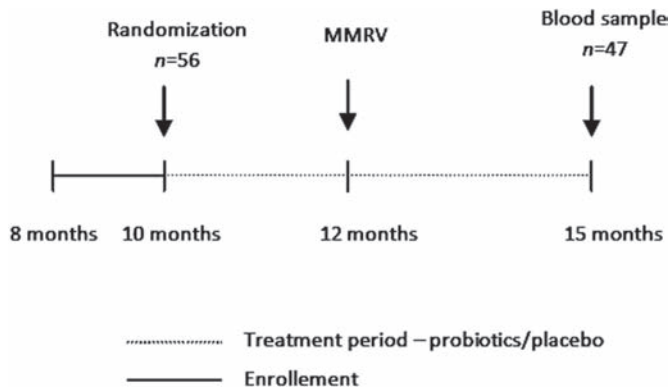 Randomization
n=56
MMRV
Blood samples
n=47
8 months
10 months
12 months
15 months
Treatment period – probiotics/placebo
Enrollement